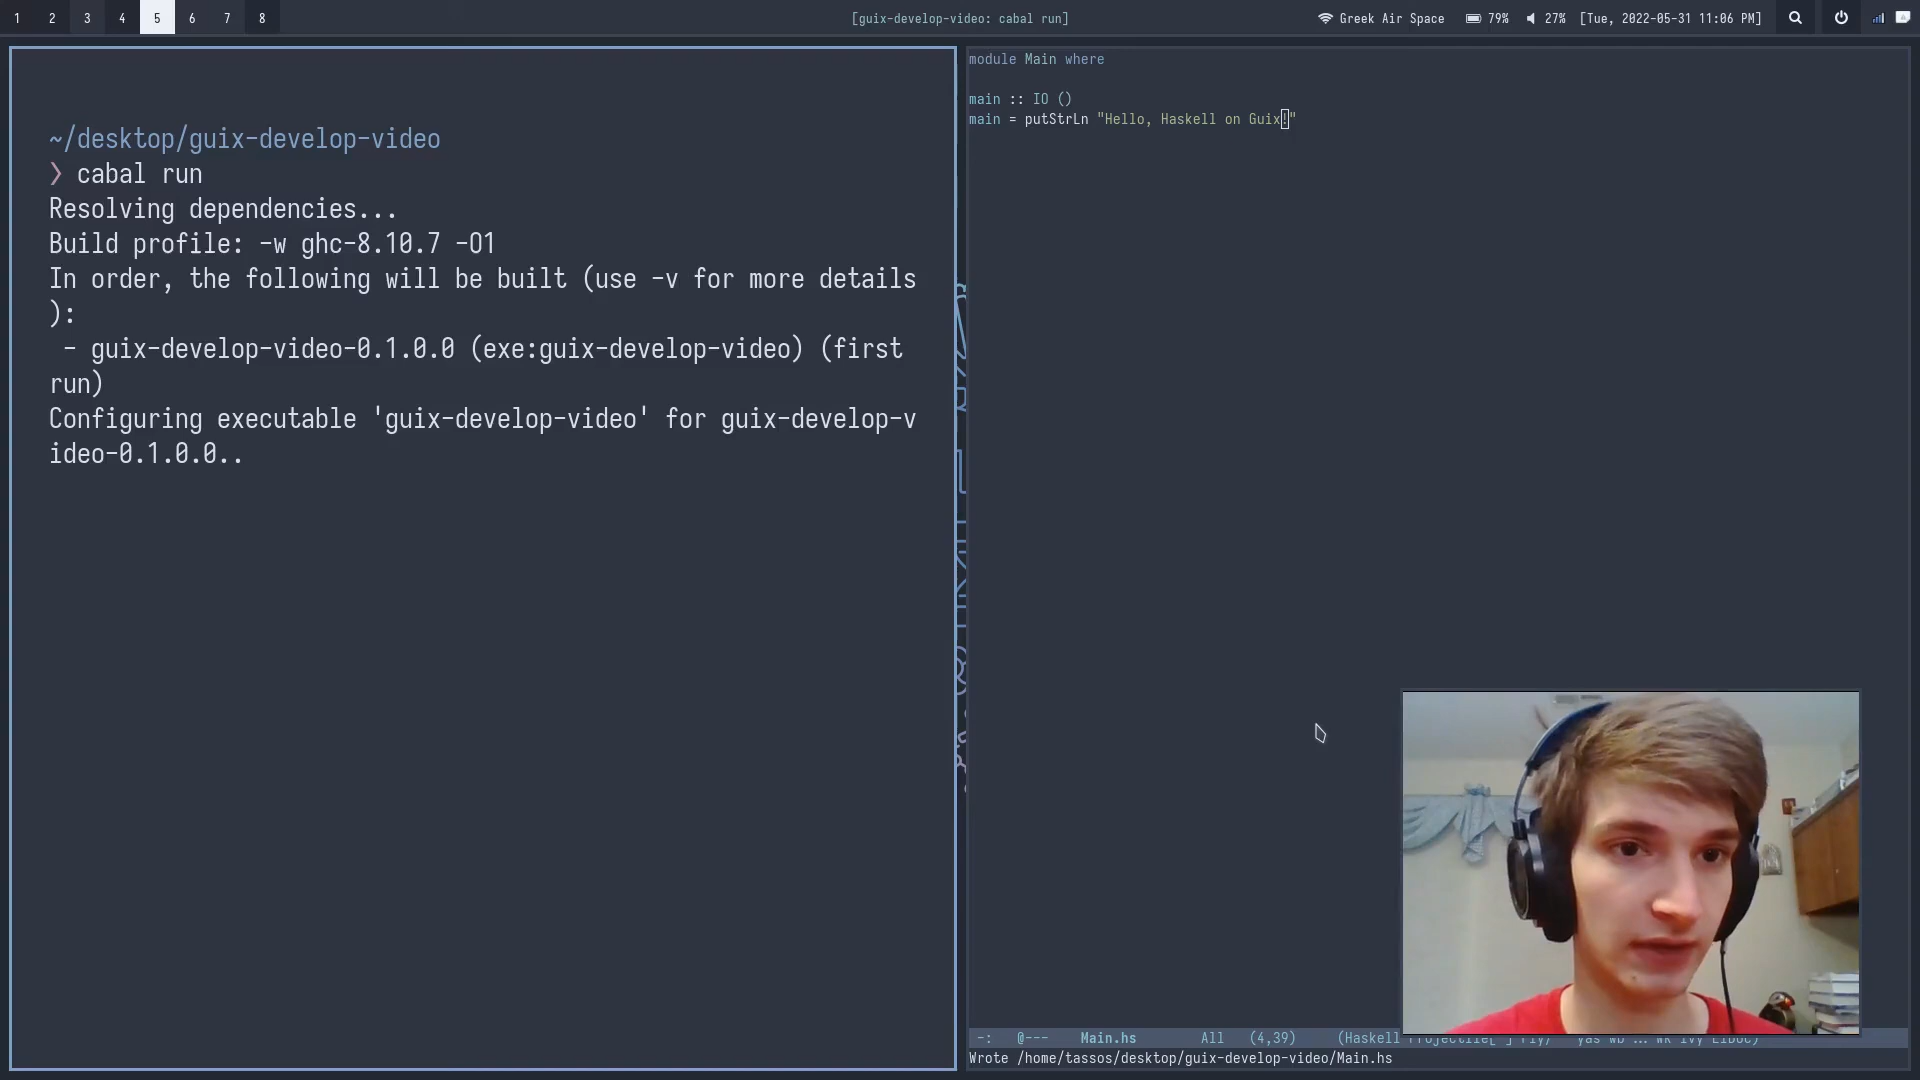 1 2 3 4 5 6 7 8 [guix-develop-video: cabal run] Greek Air Space 79% 27% [Tue, 2022-05-31 11:06 PM]
~/desktop/guix-develop-video
❯ cabal run
Resolving dependencies...
Build profile: -w ghc-8.10.7 -O1
In order, the following will be built (use -v for more details
):
- guix-develop-video-0.1.0.0 (exe:guix-develop-video) (first
run)
Configuring executable 'guix-develop-video' for guix-develop-v
ideo-0.1.0.0..
module Main where
main :: IO ()
main = putStrLn "Hello, Haskell on Guix!"
-: @--- Main.hs All (4,39) (Haskell
Wrote /home/tassos/desktop/guix-develop-video/Main.hs